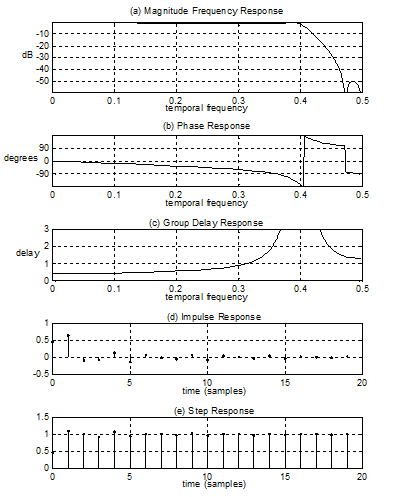 (a) Magnitude Frequency Response
-10
-20
-30
dB -40
-50
0 0.1 0.2 0.3 0.4 0.5
temporal frequency
(b) Phase Response
90
degrees 0
-90
0 0.1 0.2 0.3 0.4 0.5
temporal frequency
(c) Group Delay Response
3
2
delay
1
0
0 0.1 0.2 0.3 0.4 0.5
temporal frequency
(d) Impulse Response
1
0.5
0
-0.5
0 5 10 15 20
time (samples)
(e) Step Response
1.5
1
0.5
0
0 5 10 15 20
time (samples)